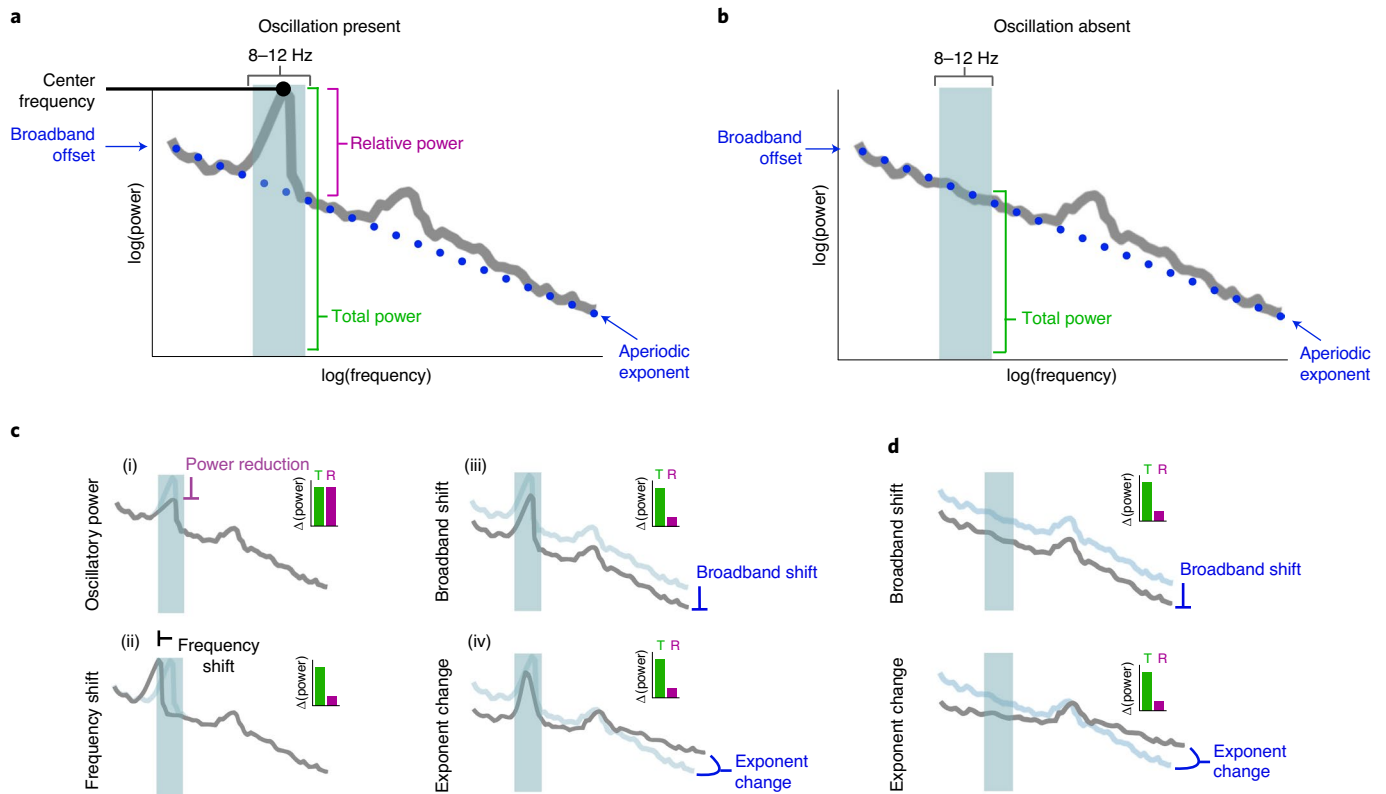 a
Oscillation present
8–12 Hz
Center
frequency
Broadband
offset
Relative power
Total power
Aperiodic
exponent
log(power)
log(frequency)
b
Oscillation absent
8–12 Hz
Broadband
offset
Total power
Aperiodic
exponent
log(power)
log(frequency)
c
(i)
Power reduction
T R
Δ(power)
Oscillatory power
(ii)
Frequency
shift
Δ(power)
Frequency shift
(iii)
T R
Δ(power)
Broadband shift
Broadband shift
(iv)
T R
Δ(power)
Exponent change
Exponent
change
d
T R
Δ(power)
Broadband shift
Broadband shift
T R
Δ(power)
Exponent change
Exponent
change